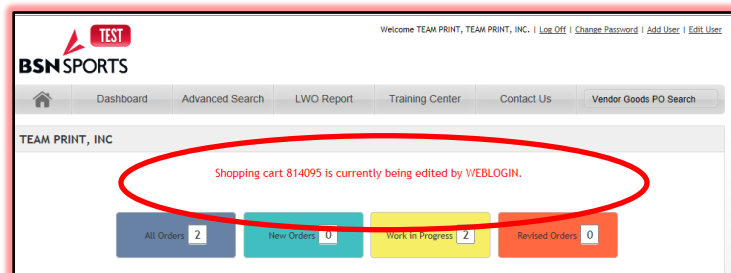 Welcome TEAM PRINT, TEAM PRINT, INC. | Log Off | Change Password | Add User | Edit User
TEST
BSN SPORTS
Dashboard Advanced Search LWO Report Training Center Contact Us Vendor Goods PO Search
TEAM PRINT, INC
Shopping cart 814095 is currently being edited by WEBLOGIN.
All Orders 2 New Orders 0 Work in Progress 2 Revised Orders 0